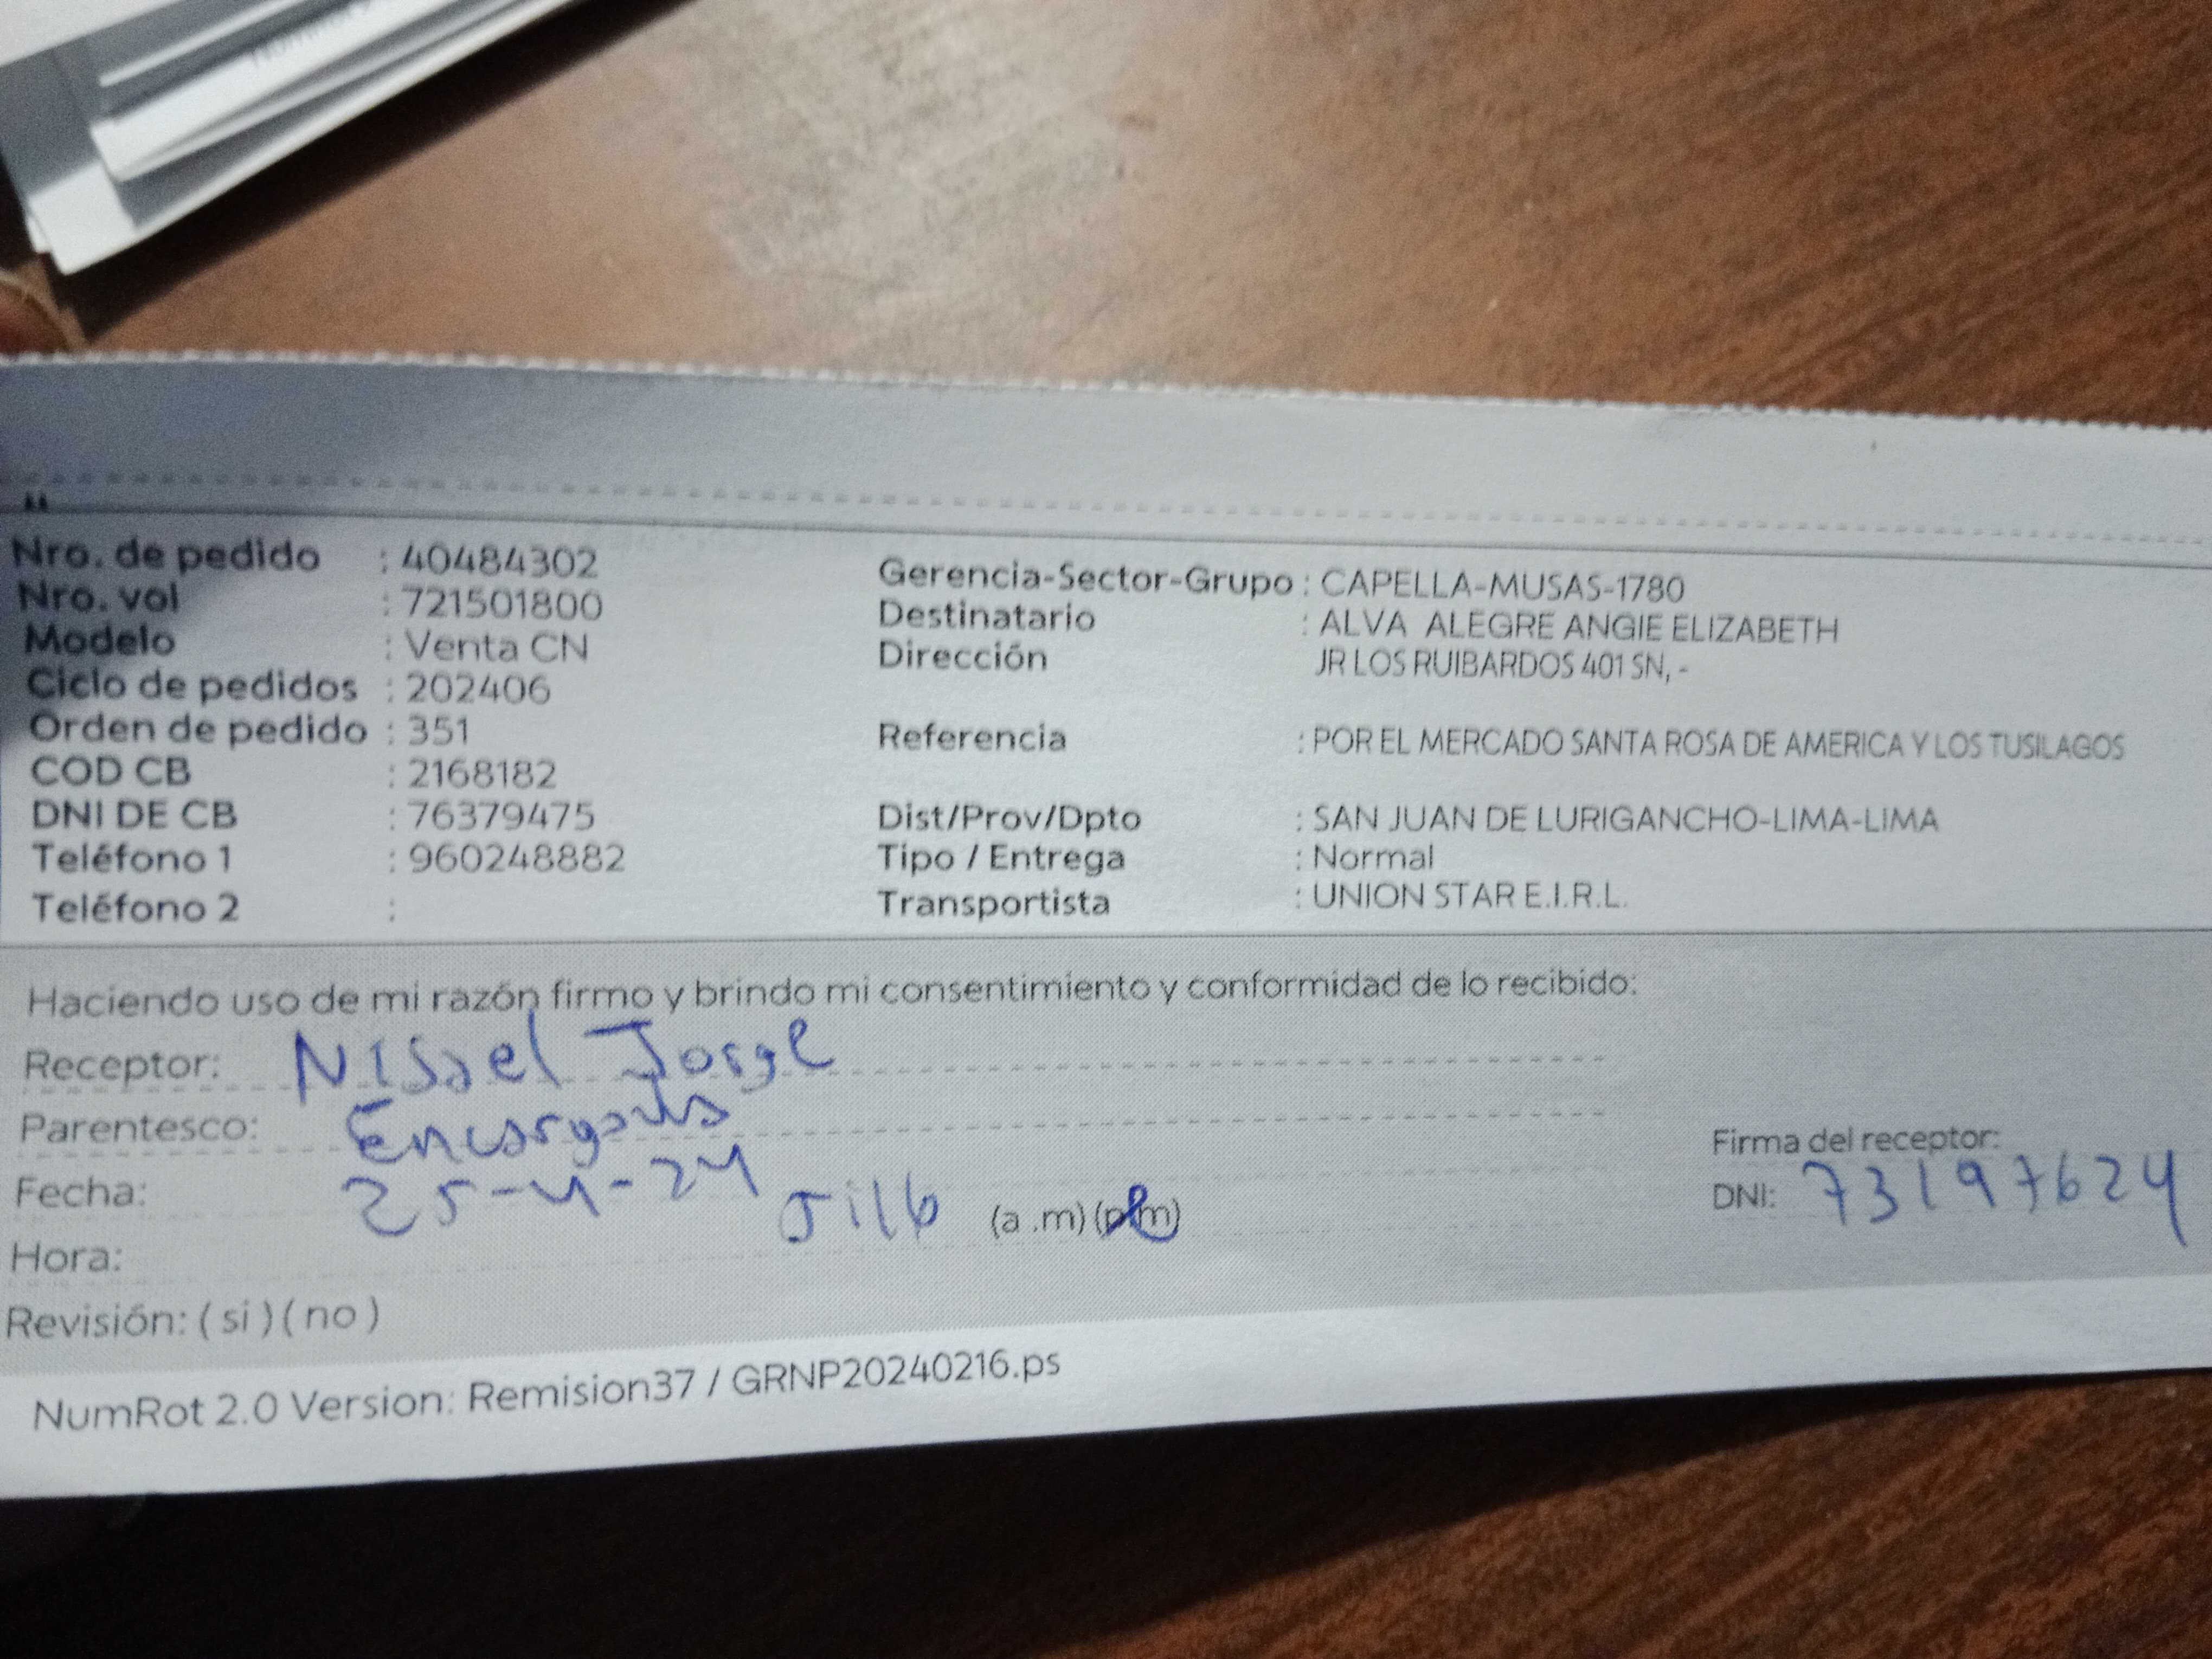 Nro. de pedido : 40484302
Nro. vol : 721501800
Modelo : Venta CN
Ciclo de pedidos : 202406
Orden de pedido : 351
COD CB : 2168182
DNI DE CB : 76379475
Teléfono 1 : 960248882
Teléfono 2 :
Gerencia-Sector-Grupo : CAPELLA-MUSAS-1780
Destinatario : ALVA ALEGRE ANGIE ELIZABETH
Dirección JR LOS RUIBARDOS 401 SN, -
Referencia : POR EL MERCADO SANTA ROSA DE AMERICA Y LOS TUSILAGOS
Dist/Prov/Dpto : SAN JUAN DE LURIGANCHO-LIMA-LIMA
Tipo / Entrega : Normal
Transportista : UNION STAR E.I.R.L.
Haciendo uso de mi razón firmo y brindo mi consentimiento y conformidad de lo recibido:
Receptor: Nisael Jorge
Parentesco: Encargado
Fecha: 25-4-24
Hora: (a .m) (p.m)
Revisión: ( si ) ( no )
Firma del receptor:
DNI: 73197624
NumRot 2.0 Version: Remision37 / GRNP20240216.ps